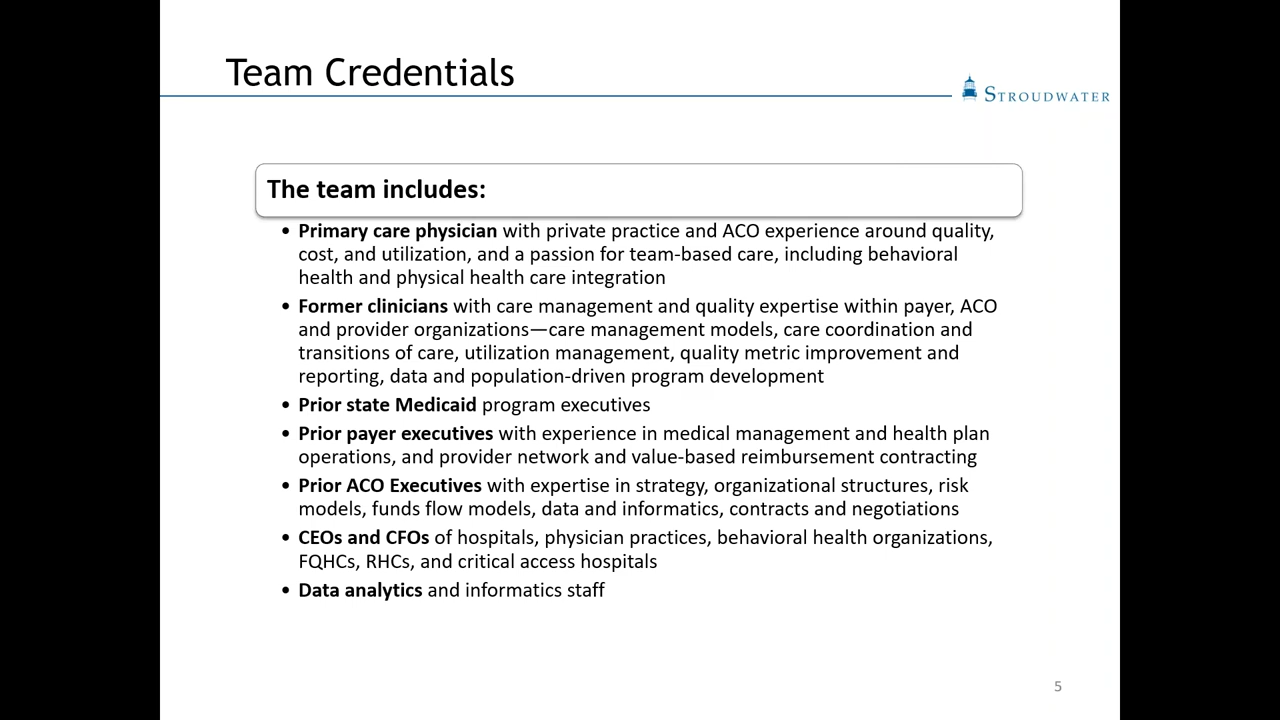 Team Credentials
STROUDWATER
The team includes:
• Primary care physician with private practice and ACO experience around quality,
cost, and utilization, and a passion for team-based care, including behavioral
health and physical health care integration
• Former clinicians with care management and quality expertise within payer, ACO
and provider organizations—care management models, care coordination and
transitions of care, utilization management, quality metric improvement and
reporting, data and population-driven program development
• Prior state Medicaid program executives
• Prior payer executives with experience in medical management and health plan
operations, and provider network and value-based reimbursement contracting
• Prior ACO Executives with expertise in strategy, organizational structures, risk
models, funds flow models, data and informatics, contracts and negotiations
• CEOs and CFOs of hospitals, physician practices, behavioral health organizations,
FQHCs, RHCs, and critical access hospitals
• Data analytics and informatics staff
5